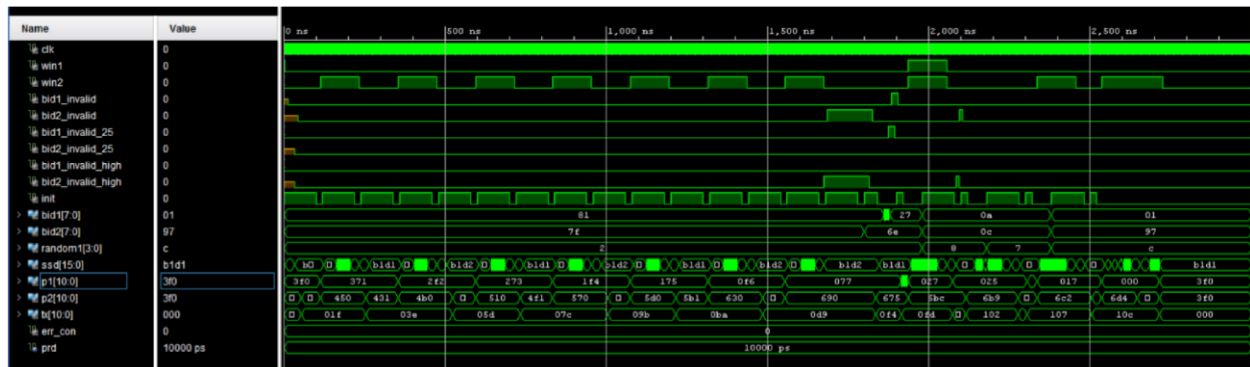 Name Value 0 ns 500 ns 1,000 ns 1,500 ns 2,000 ns 2,500 ns
clk 0
win1 0
win2 0
bid1_invalid 0
bid2_invalid 0
bid1_invalid_25 0
bid2_invalid_25 0
bid1_invalid_high 0
bid2_invalid_high 0
init 0
bid1[7:0] 01 81 27 0a 01
bid2[7:0] 97 7f 6e 0c 97
random1[3:0] c 2 8 7 c
ssd[15:0] b1d1 b b1d1 b1d2 b1d1 b1d2 b1d1 b1d2 b1d2 b1d1 b1d1
p1[10:0] 3f0 3f0 371 2f2 273 1f4 175 0f6 077 027 025 017 000 3f0
p2[10:0] 3f0 450 431 4b0 510 4f1 570 5d0 5b1 630 690 675 5bc 6b9 6c2 6d4 3f0
tx[10:0] 000 01f 03e 05d 07c 09b 0ba 0d9 0f4 0fd 102 107 10c 000
err_con 0 0
prd 10000 ps 10000 ps